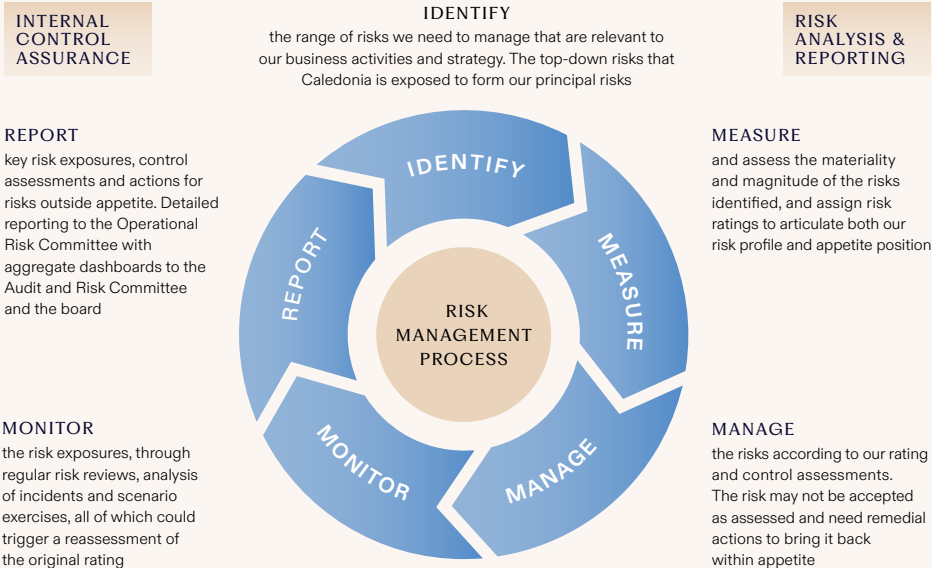 INTERNAL
CONTROL
ASSURANCE
IDENTIFY
the range of risks we need to manage that are relevant to
our business activities and strategy. The top-down risks that
Caledonia is exposed to form our principal risks
RISK
ANALYSIS &
REPORTING
REPORT
key risk exposures, control
assessments and actions for
risks outside appetite. Detailed
reporting to the Operational
Risk Committee with
aggregate dashboards to the
Audit and Risk Committee
and the board
MEASURE
and assess the materiality
and magnitude of the risks
identified, and assign risk
ratings to articulate both our
risk profile and appetite position
IDENTIFY
MEASURE
MANAGE
MONITOR
REPORT
RISK
MANAGEMENT
PROCESS
MONITOR
the risk exposures, through
regular risk reviews, analysis
of incidents and scenario
exercises, all of which could
trigger a reassessment of
the original rating
MANAGE
the risks according to our rating
and control assessments.
The risk may not be accepted
as assessed and need remedial
actions to bring it back
within appetite